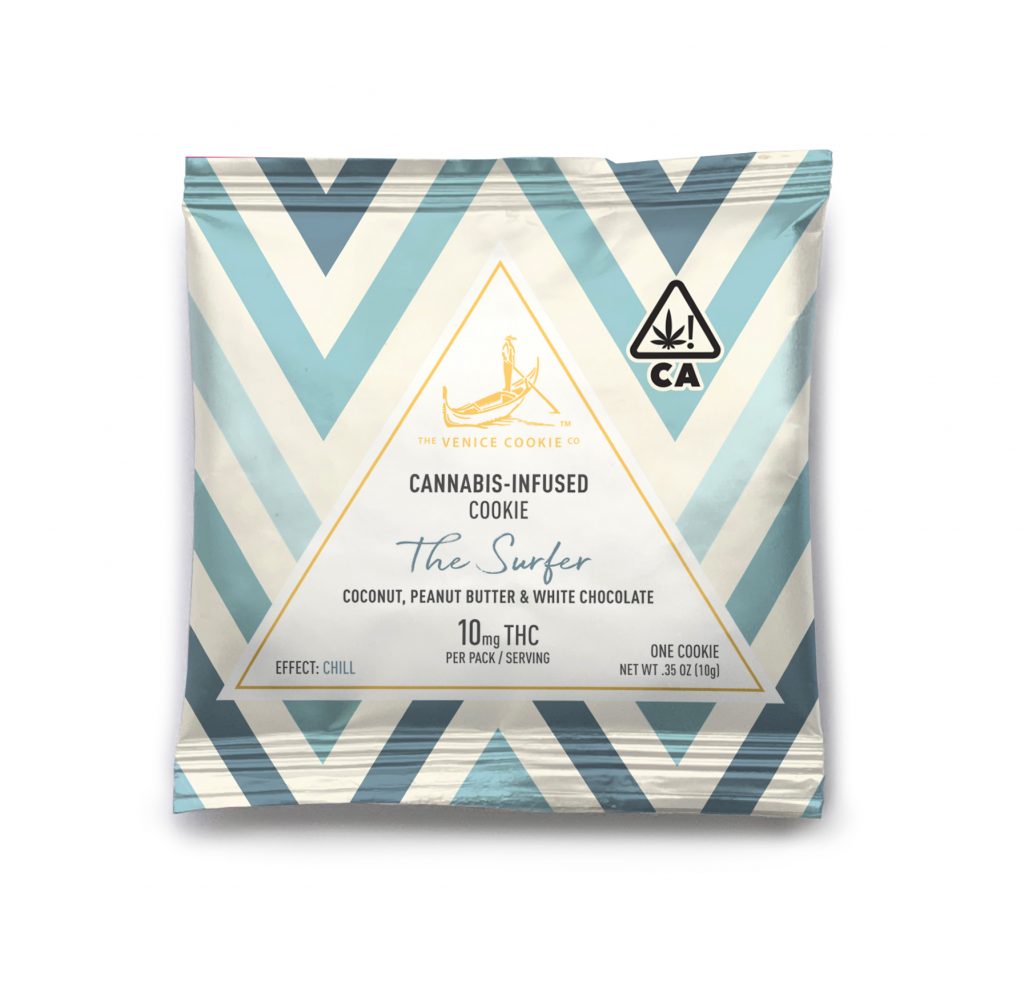 CA
THE VENICE COOKIE CO
TM
CANNABIS-INFUSED
COOKIE
The Surfer
COCONUT, PEANUT BUTTER & WHITE CHOCOLATE
10mg THC
PER PACK / SERVING
EFFECT: CHILL
ONE COOKIE
NET WT .35 OZ (10g)